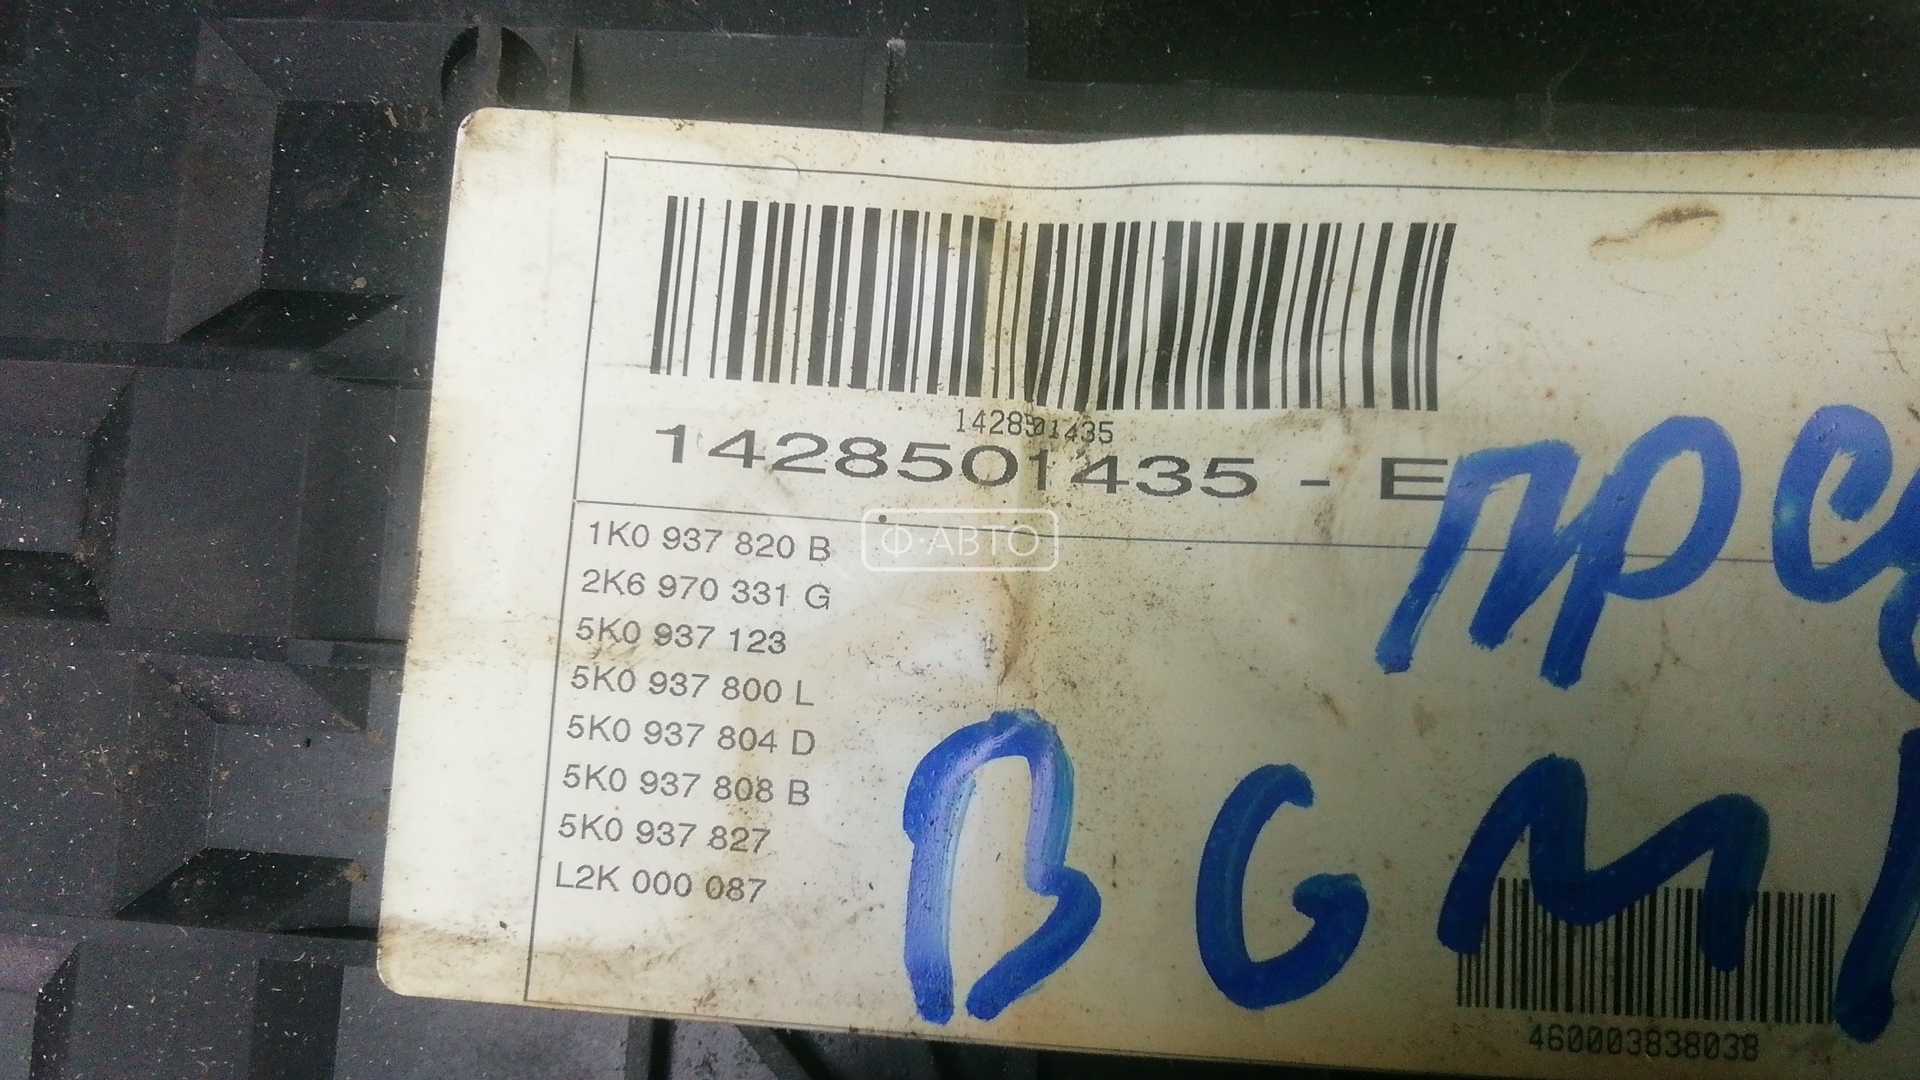 1428501435
1428501435 - E
1K0 937 820 B
2K6 970 331 G
5K0 937 123
5K0 937 800 L
5K0 937 804 D
5K0 937 808 B
5K0 937 827
L2K 000 087
Ф·АВТО
BGM
460003838038